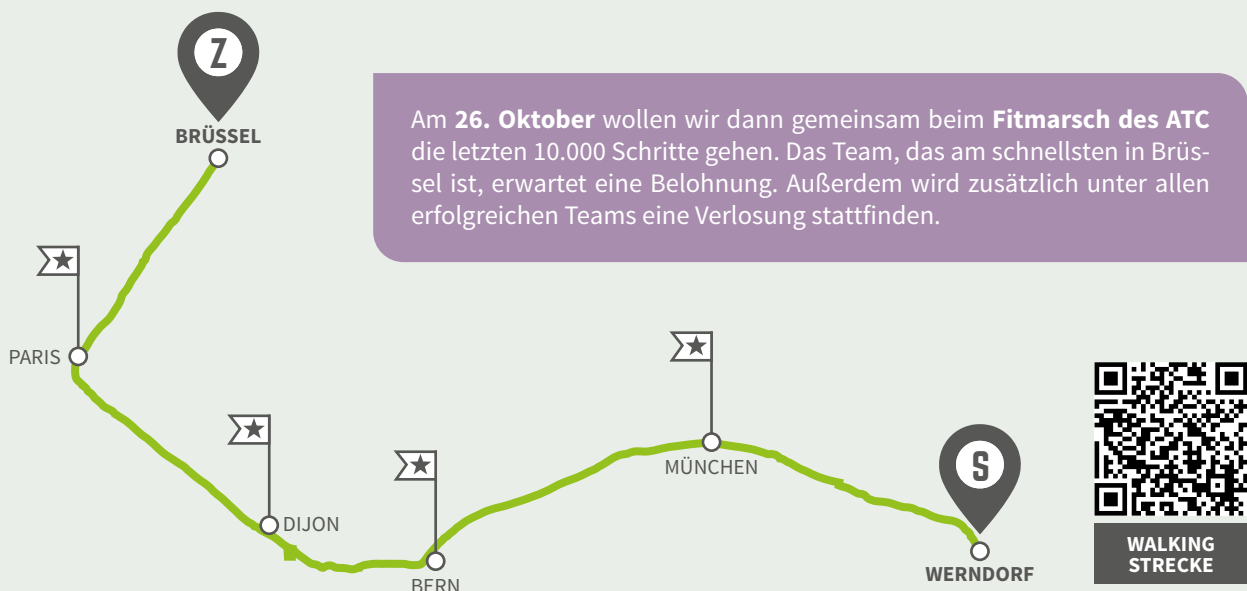 Z
BRÜSSEL
Am 26. Oktober wollen wir dann gemeinsam beim Fitmarsch des ATC
die letzten 10.000 Schritte gehen. Das Team, das am schnellsten in Brüs-
sel ist, erwartet eine Belohnung. Außerdem wird zusätzlich unter allen
erfolgreichen Teams eine Verlosung stattfinden.
PARIS
DIJON
BERN
MÜNCHEN
S
WERNDORF
WALKING
STRECKE